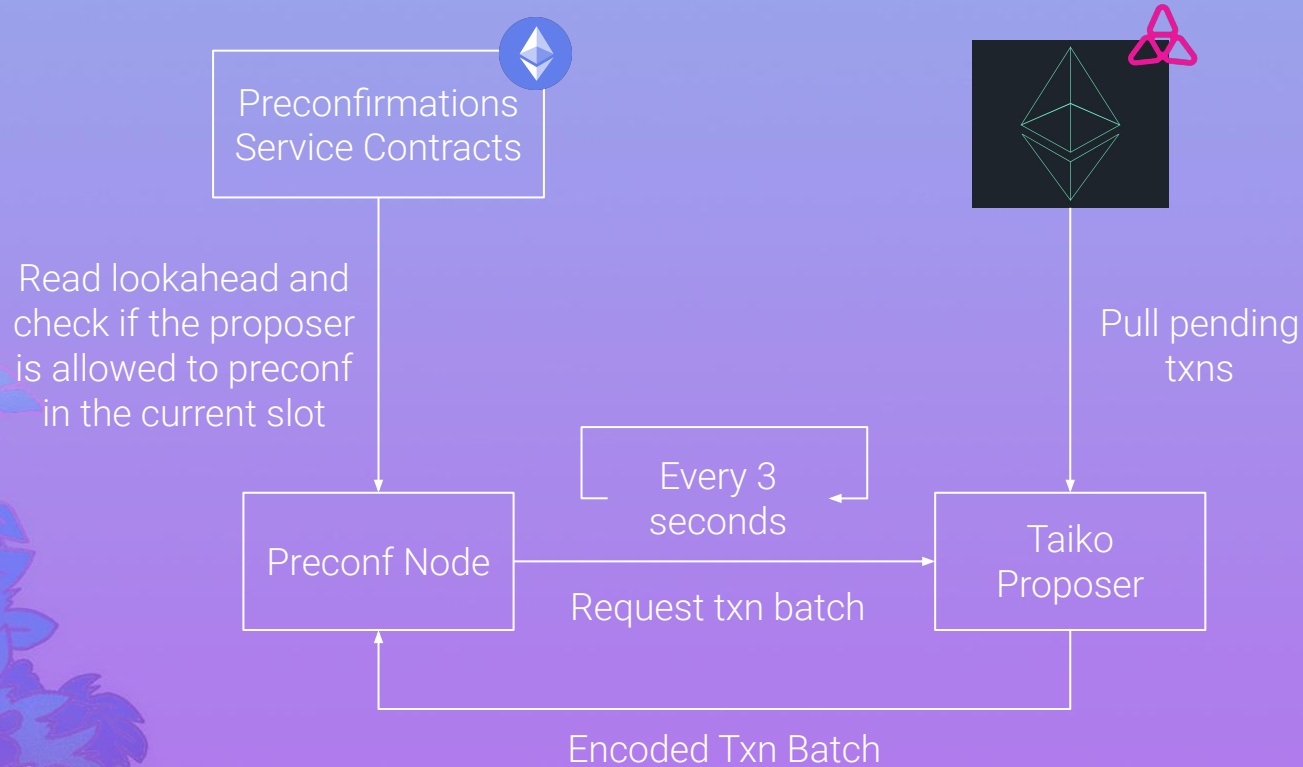 Preconfirmations
Service Contracts
Read lookahead and
check if the proposer
is allowed to preconf
in the current slot
Pull pending
txns
Every 3
seconds
Preconf Node
Request txn batch
Taiko
Proposer
Encoded Txn Batch